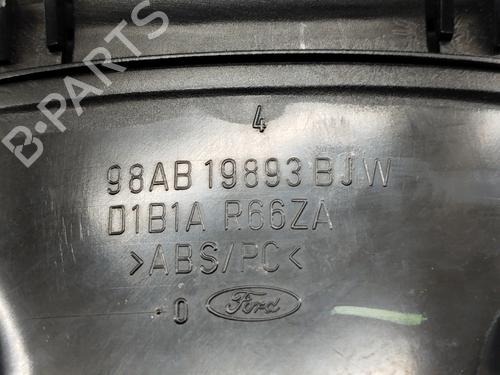 B-PARTS
4
98AB 19893 BJW
D1B1A R66ZA
>ABS/PC<
0 Ford